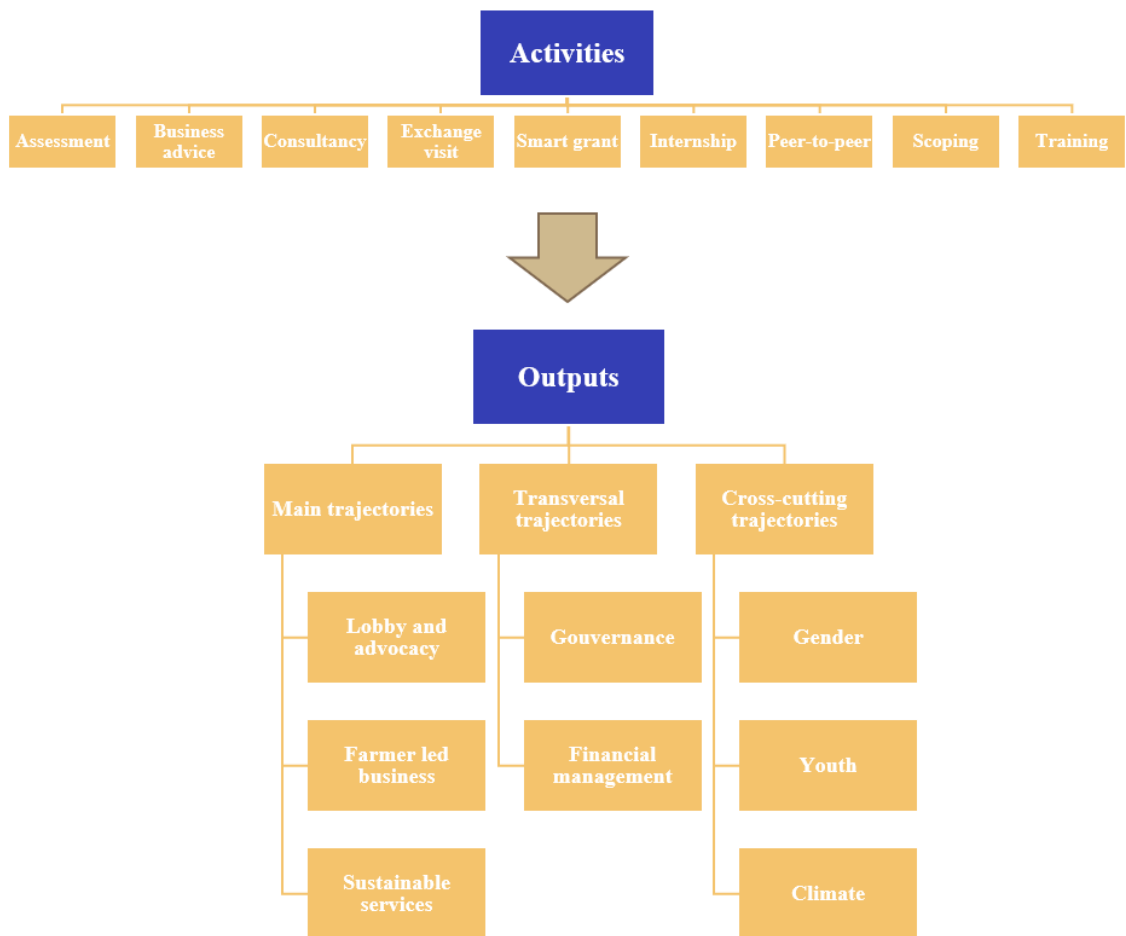 Activities
Assessment
Business
advice
Consultancy
Exchange
visit
Smart grant
Internship
Peer-to-peer
Scoping
Training
Outputs
Main trajectories
Transversal
trajectories
Cross-cutting
trajectories
Lobby and
advocacy
Gouvernance
Gender
Farmer led
business
Financial
management
Youth
Sustainable
services
Climate